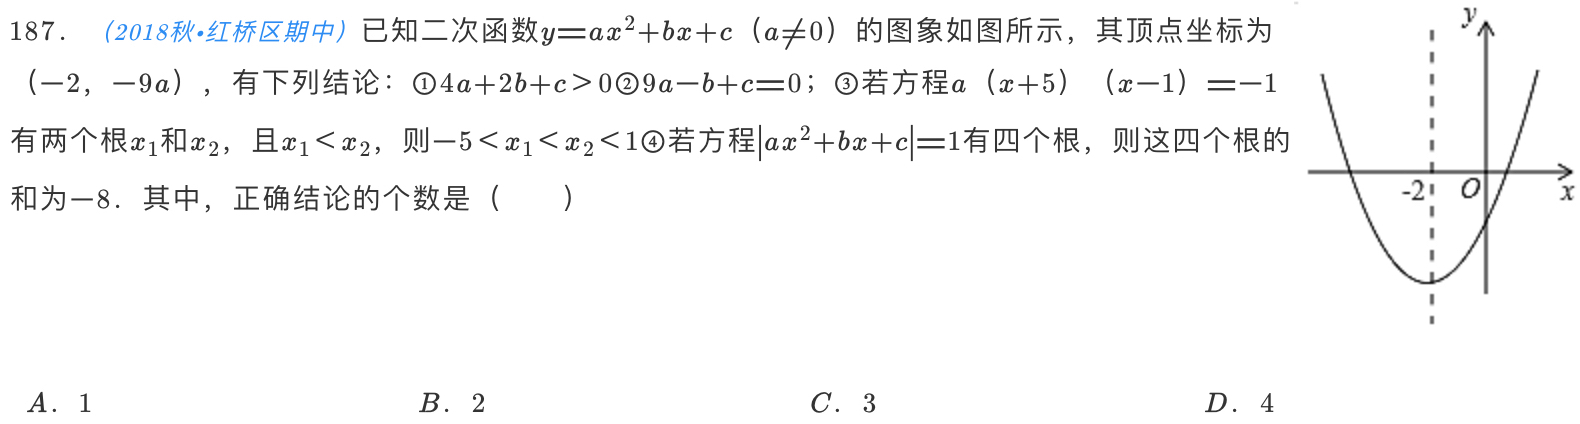 187. （2018秋•红桥区期中）已知二次函数y=ax²+bx+c（a≠0）的图象如图所示，其顶点坐标为
（−2，−9a），有下列结论：①4a+2b+c>0②9a−b+c=0；③若方程a（x+5）（x−1）=−1
有两个根x₁和x₂，且x₁<x₂，则−5<x₁<x₂<1④若方程|ax²+bx+c|=1有四个根，则这四个根的
和为−8．其中，正确结论的个数是（　　）
y
-2 O x
A. 1 B. 2 C. 3 D. 4